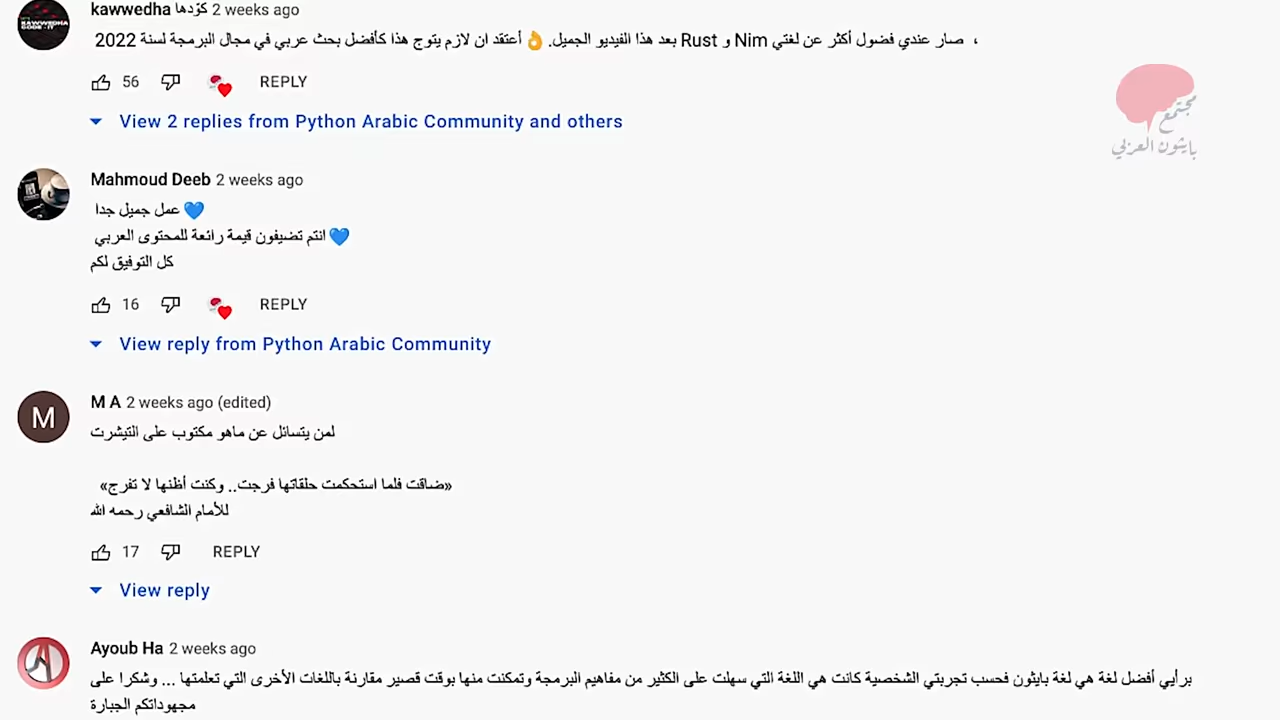 kawwedha كوّدها 2 weeks ago
، صار عندي فضول أكثر عن لغتي Nim و Rust بعد هذا الفيديو الجميل.👌 أعتقد ان لازم يتوج هذا كأفضل بحث عربي في مجال البرمجة لسنة 2022
56 REPLY
View 2 replies from Python Arabic Community and others
مجتمع
بايثون العربي
Mahmoud Deeb 2 weeks ago
عمل جميل جدا 💙
انتم تضيفون قيمة رائعة للمحتوى العربي 💙
كل التوفيق لكم
16 REPLY
View reply from Python Arabic Community
M
M A 2 weeks ago (edited)
لمن يتسائل عن ماهو مكتوب على التيشرت
«ضاقت فلما استحكمت حلقاتها فرجت.. وكنت أظنها لا تفرج»
للأمام الشافعي رحمه الله
17 REPLY
View reply
Ayoub Ha 2 weeks ago
برأيي أفضل لغة هي لغة بايثون فحسب تجربتي الشخصية كانت هي اللغة التي سهلت على الكثير من مفاهيم البرمجة وتمكنت منها بوقت قصير مقارنة باللغات الأخرى التي تعلمتها ... وشكرا على
مجهوداتكم الجبارة